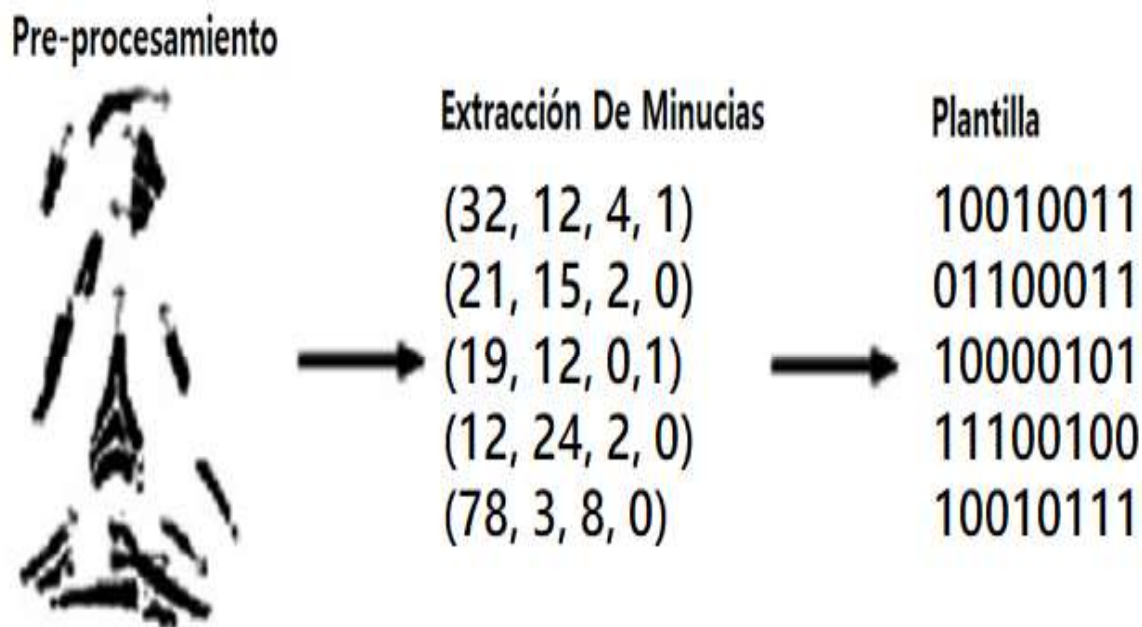 Pre-procesamiento
Extracción De Minucias
(32, 12, 4, 1)
(21, 15, 2, 0)
(19, 12, 0,1)
(12, 24, 2, 0)
(78, 3, 8, 0)
Plantilla
10010011
01100011
10000101
11100100
10010111